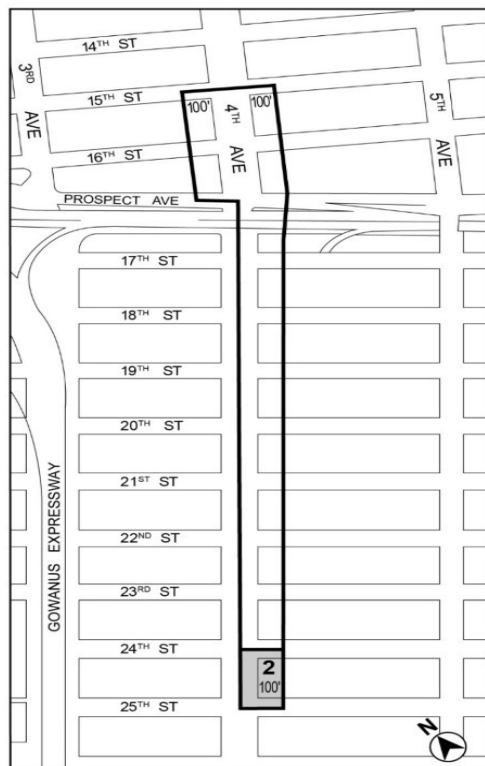 14TH ST
3RD AVE
15TH ST
100'
4TH AVE
100'
5TH AVE
16TH ST
PROSPECT AVE
17TH ST
18TH ST
19TH ST
20TH ST
21ST ST
22ND ST
GOWANUS EXPRESSWAY
23RD ST
24TH ST
2
100'
25TH ST
N